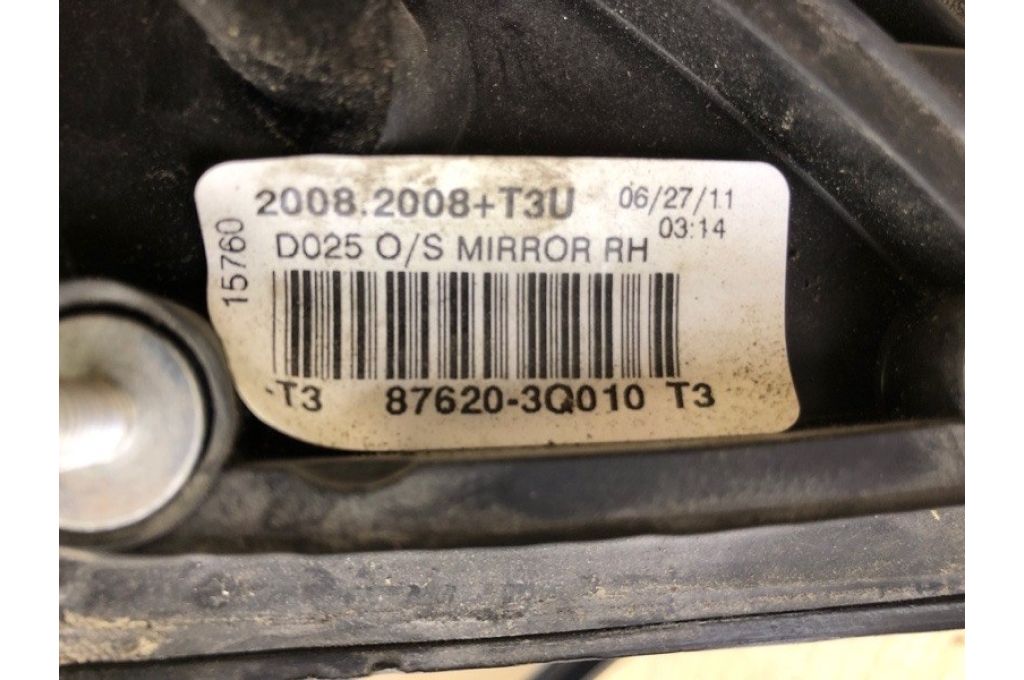 2008.2008+T3U 06/27/11
03:14
D025 O/S MIRROR RH
15760
-T3 87620-3Q010 T3